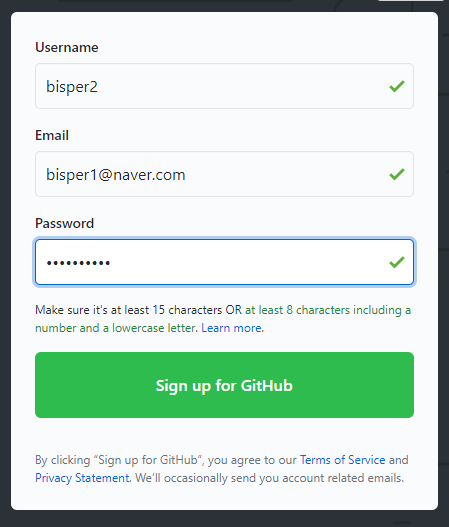 Username
bisper2
Email
bisper1@naver.com
Password
••••••••••
Make sure it's at least 15 characters OR at least 8 characters including a
number and a lowercase letter. Learn more.
Sign up for GitHub
By clicking “Sign up for GitHub”, you agree to our Terms of Service and
Privacy Statement. We’ll occasionally send you account related emails.